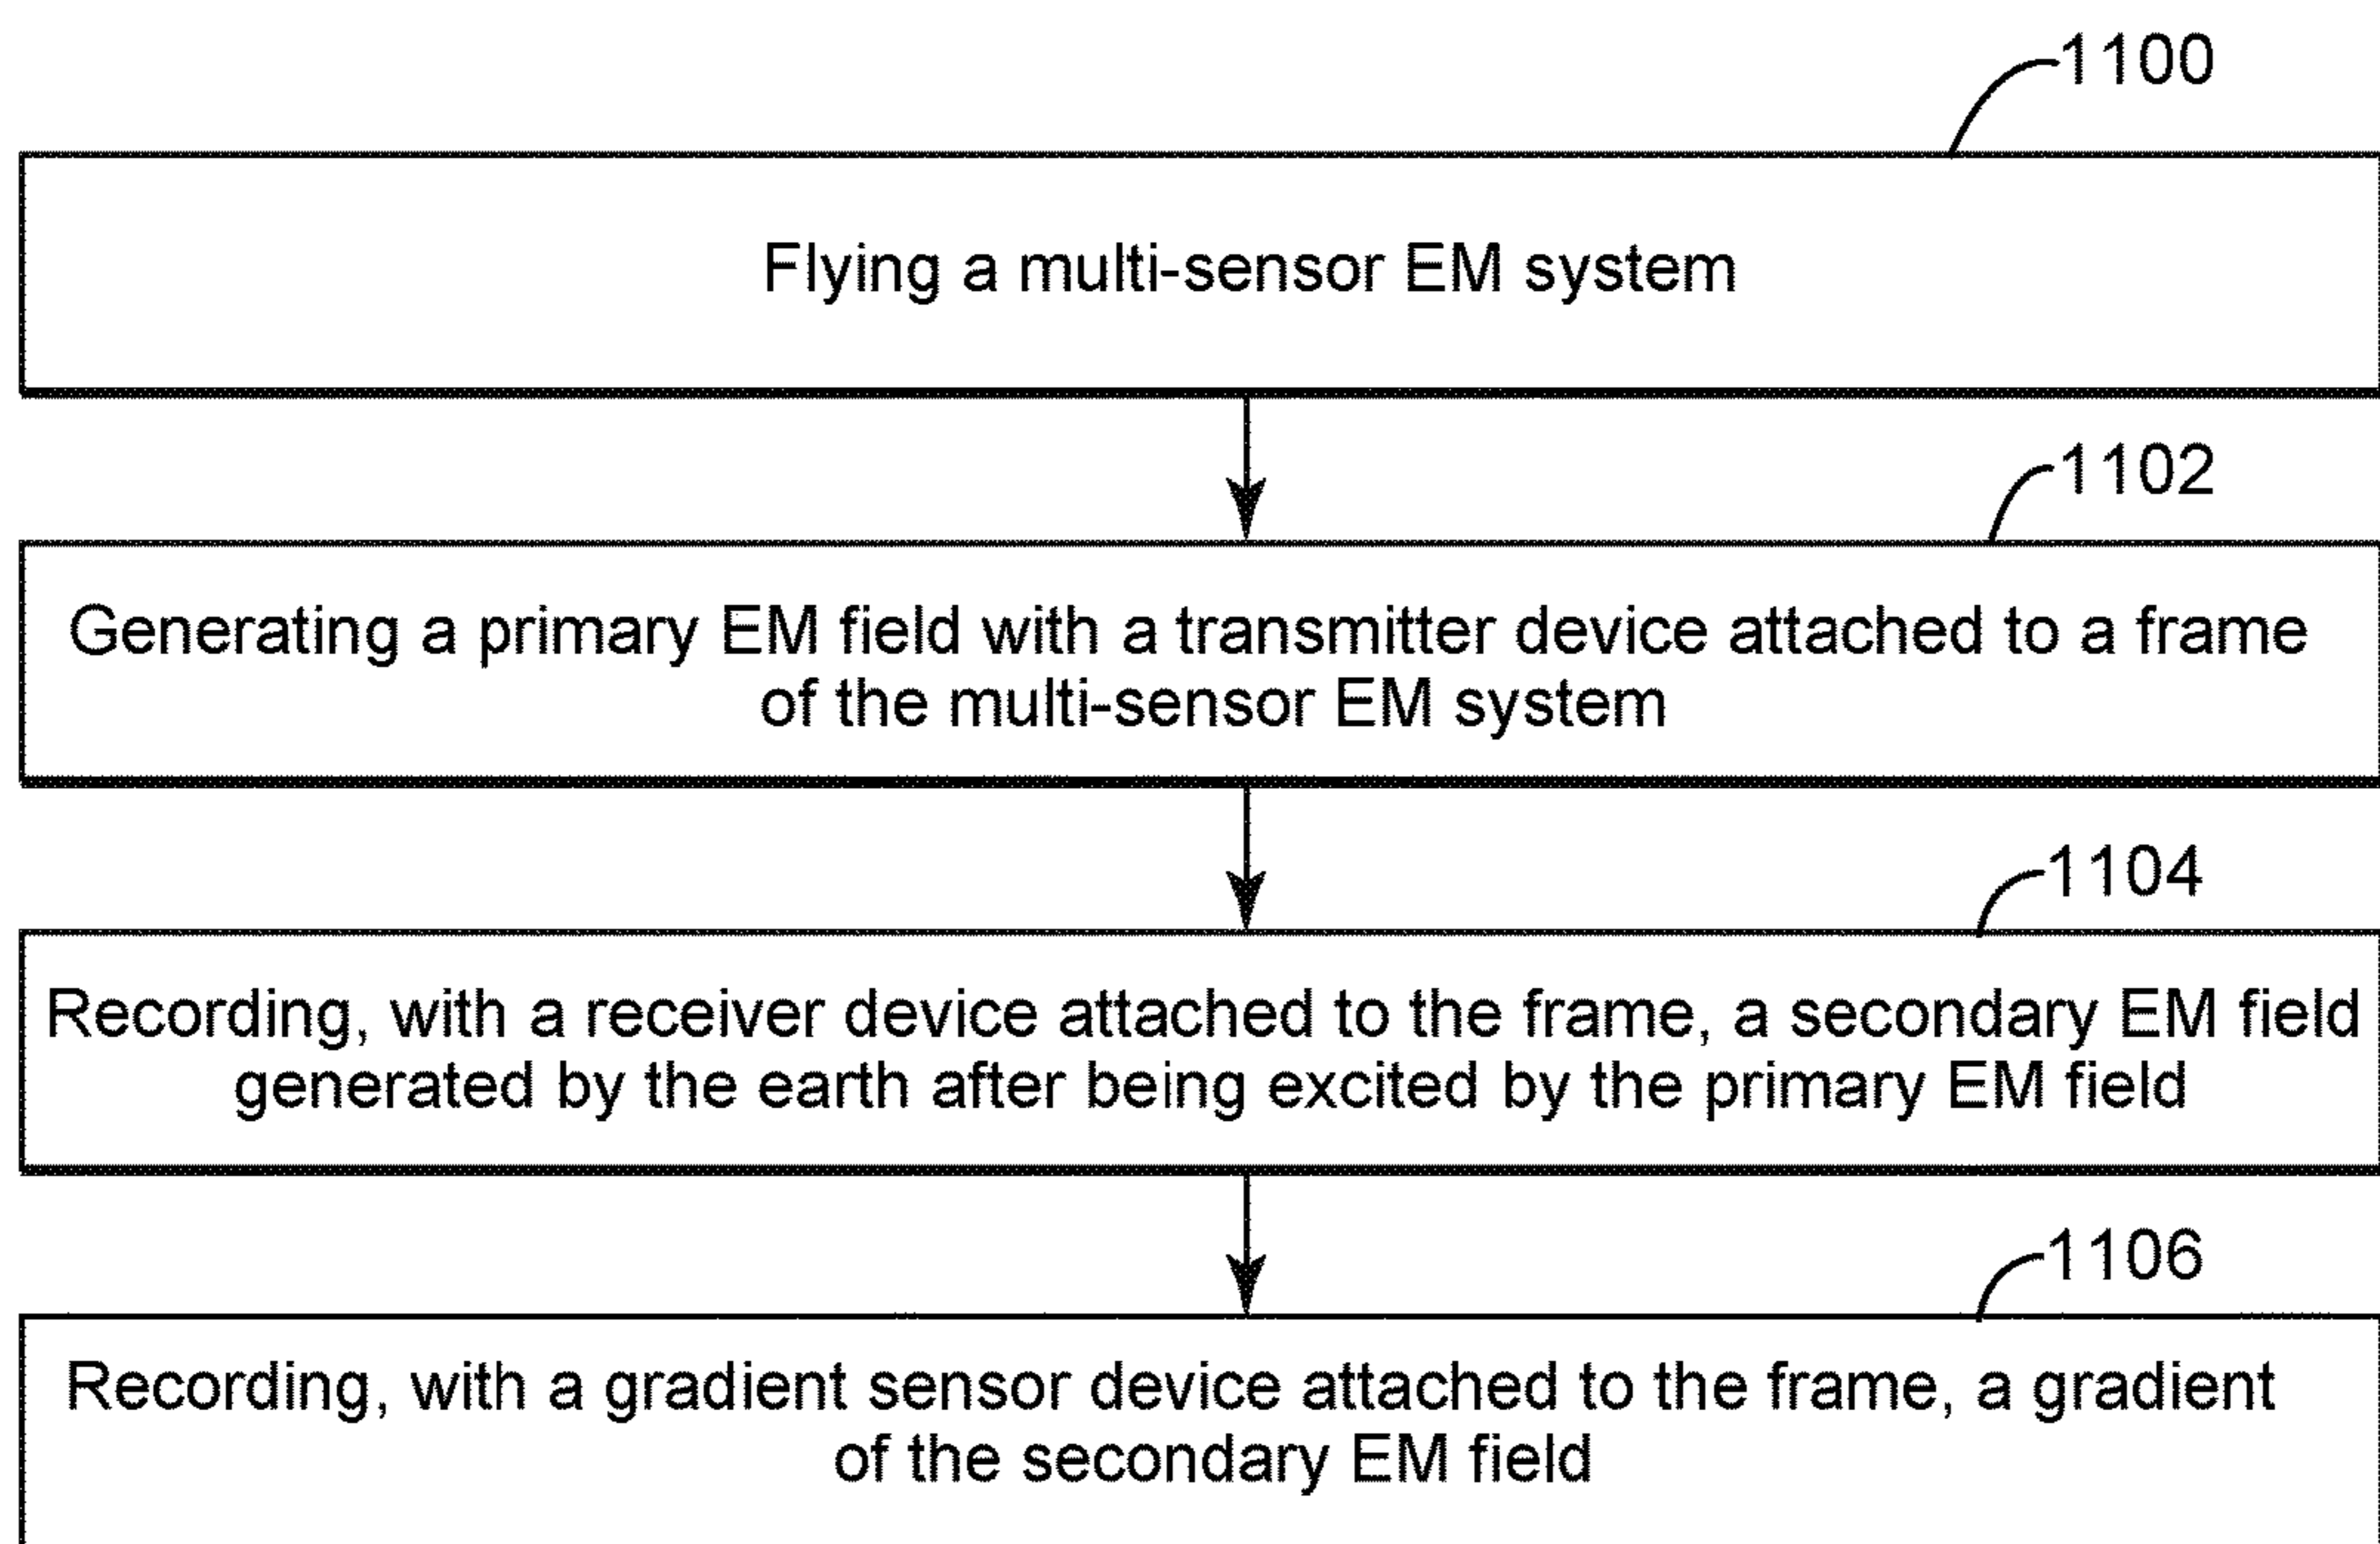 1100
Flying a multi-sensor EM system
1102
Generating a primary EM field with a transmitter device attached to a frame
of the multi-sensor EM system
1104
Recording, with a receiver device attached to the frame, a secondary EM field
generated by the earth after being excited by the primary EM field
1106
Recording, with a gradient sensor device attached to the frame, a gradient
of the secondary EM field